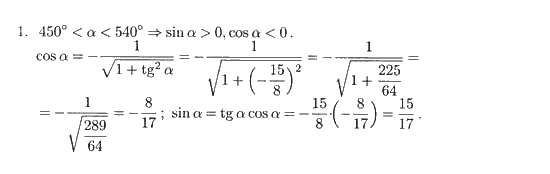 1. 450° < α < 540° ⇒ sin α > 0, cos α < 0 .
cos α = −1/√(1 + tg² α) = −1/√(1 + (−15/8)²) = −1/√(1 + 225/64) =
= −1/√(289/64) = −8/17 ; sin α = tg α cos α = −15/8·(−8/17) = 15/17 .